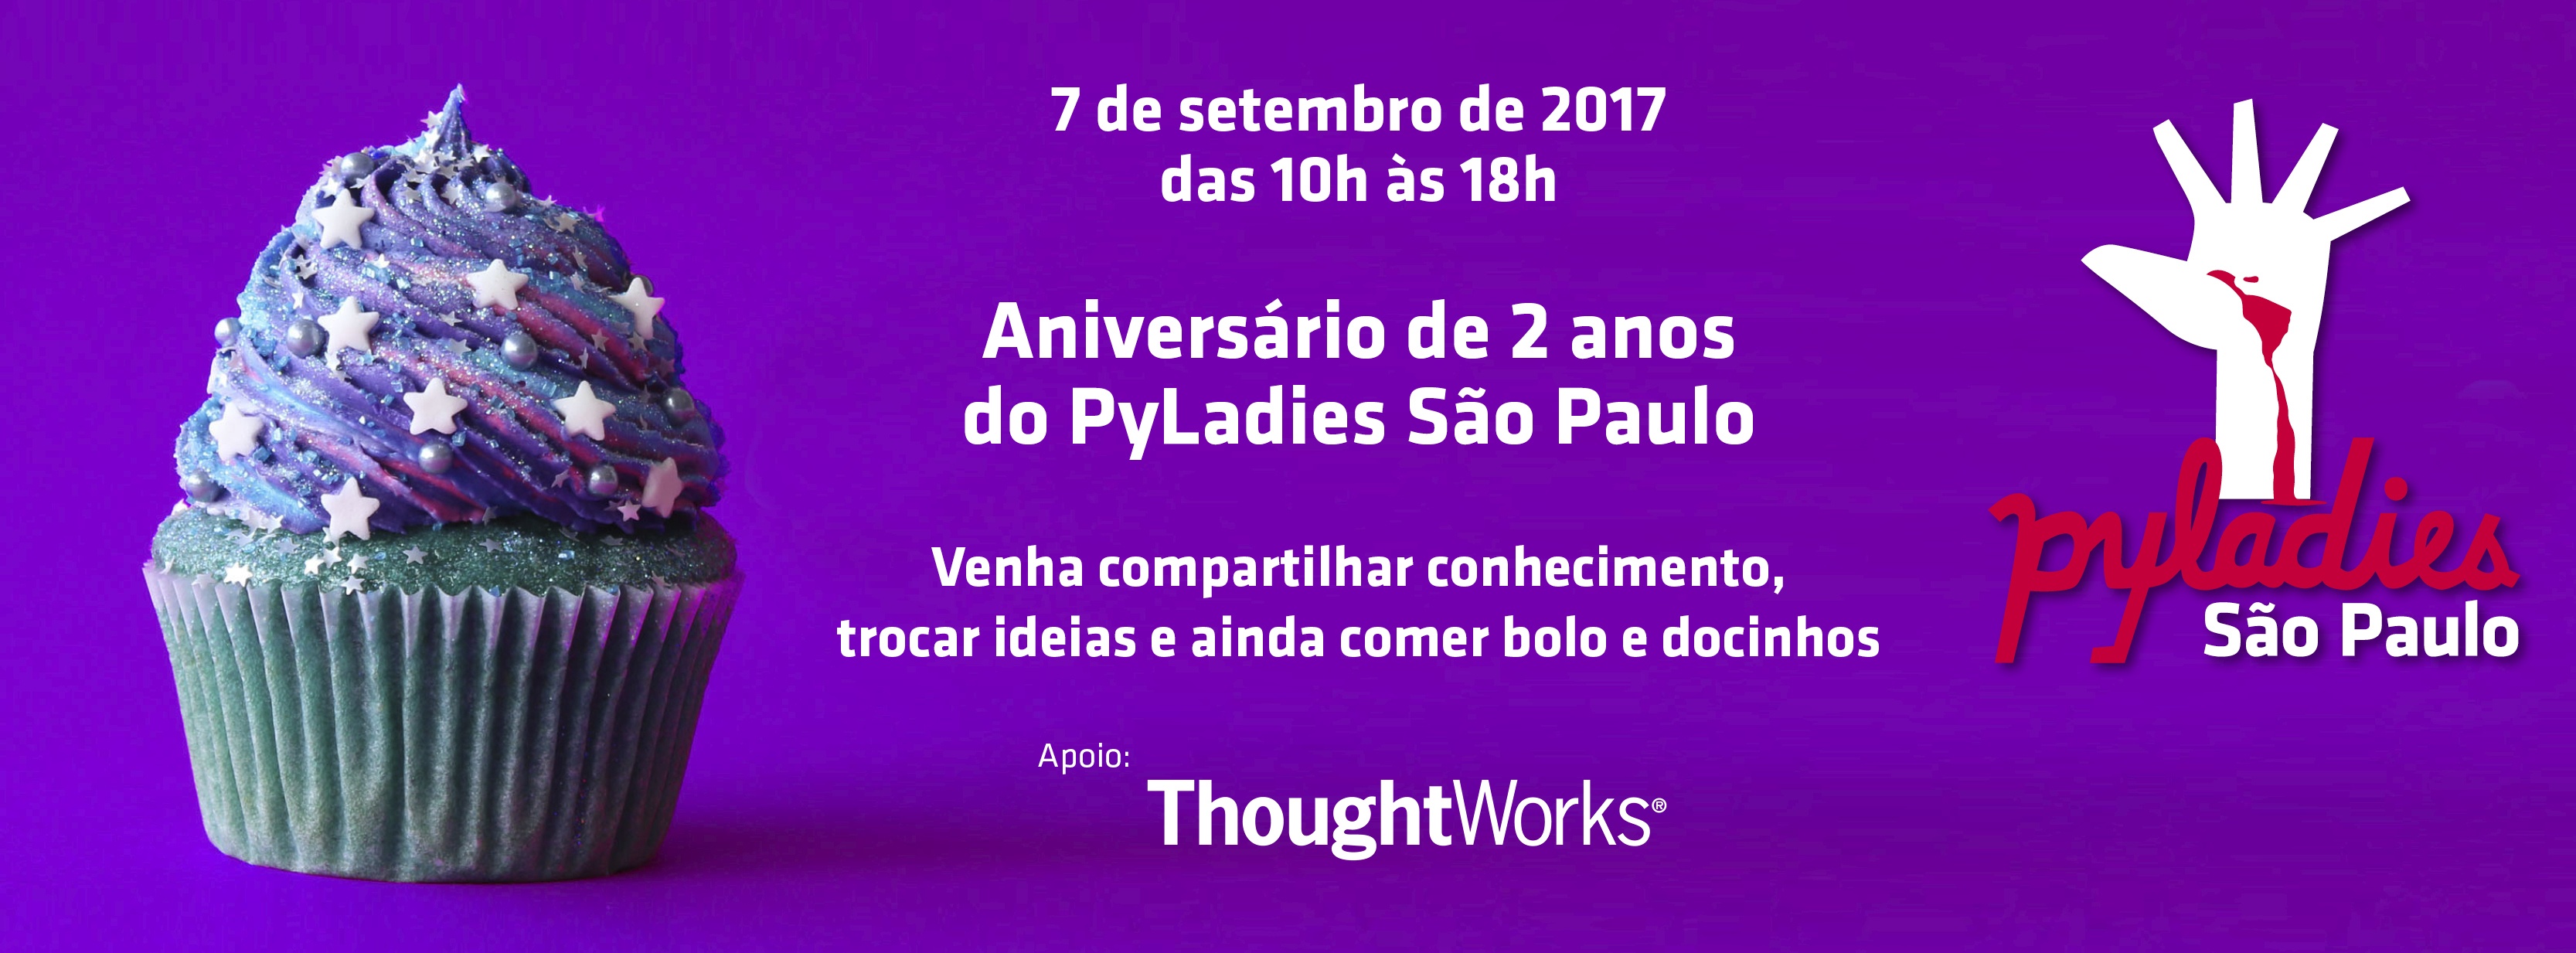 7 de setembro de 2017
das 10h às 18h
Aniversário de 2 anos
do PyLadies São Paulo
Venha compartilhar conhecimento,
trocar ideias e ainda comer bolo e docinhos
Apoio:
ThoughtWorks®
pyladies
São Paulo